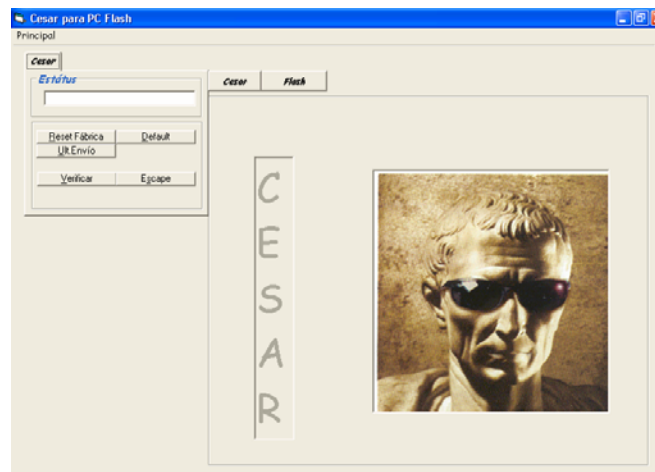 Cesar para PC Flash
Principal
Cesar
Estátus
Cesar Flash
Reset Fábrica Default
Ult.Envío
Verificar Escape
C
E
S
A
R